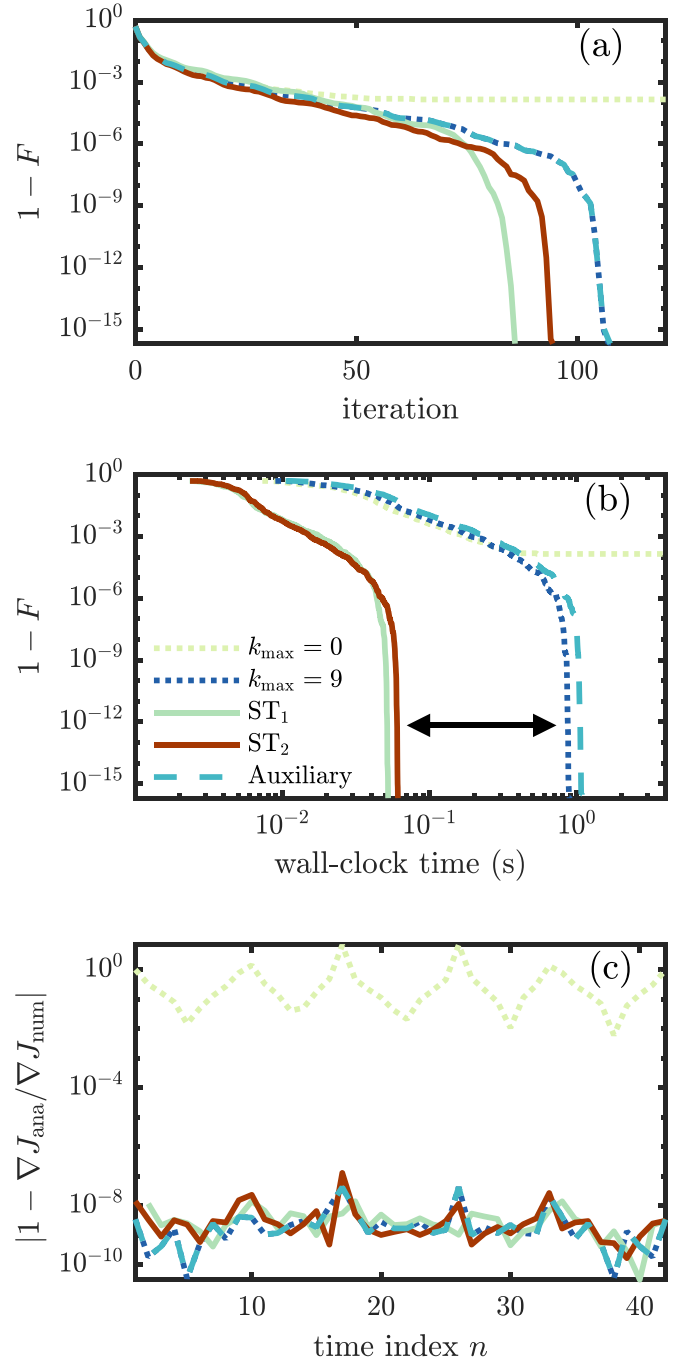 (a)
10^0
10^-3
10^-6
10^-9
10^-12
10^-15
1 − F
0 50 100
iteration
(b)
10^0
10^-3
10^-6
10^-9
10^-12
10^-15
1 − F
k_max = 0
k_max = 9
ST_1
ST_2
Auxiliary
10^-2 10^-1 10^0
wall-clock time (s)
(c)
10^0
10^-4
10^-8
10^-10
|1 − ∇J_ana/∇J_num|
10 20 30 40
time index n